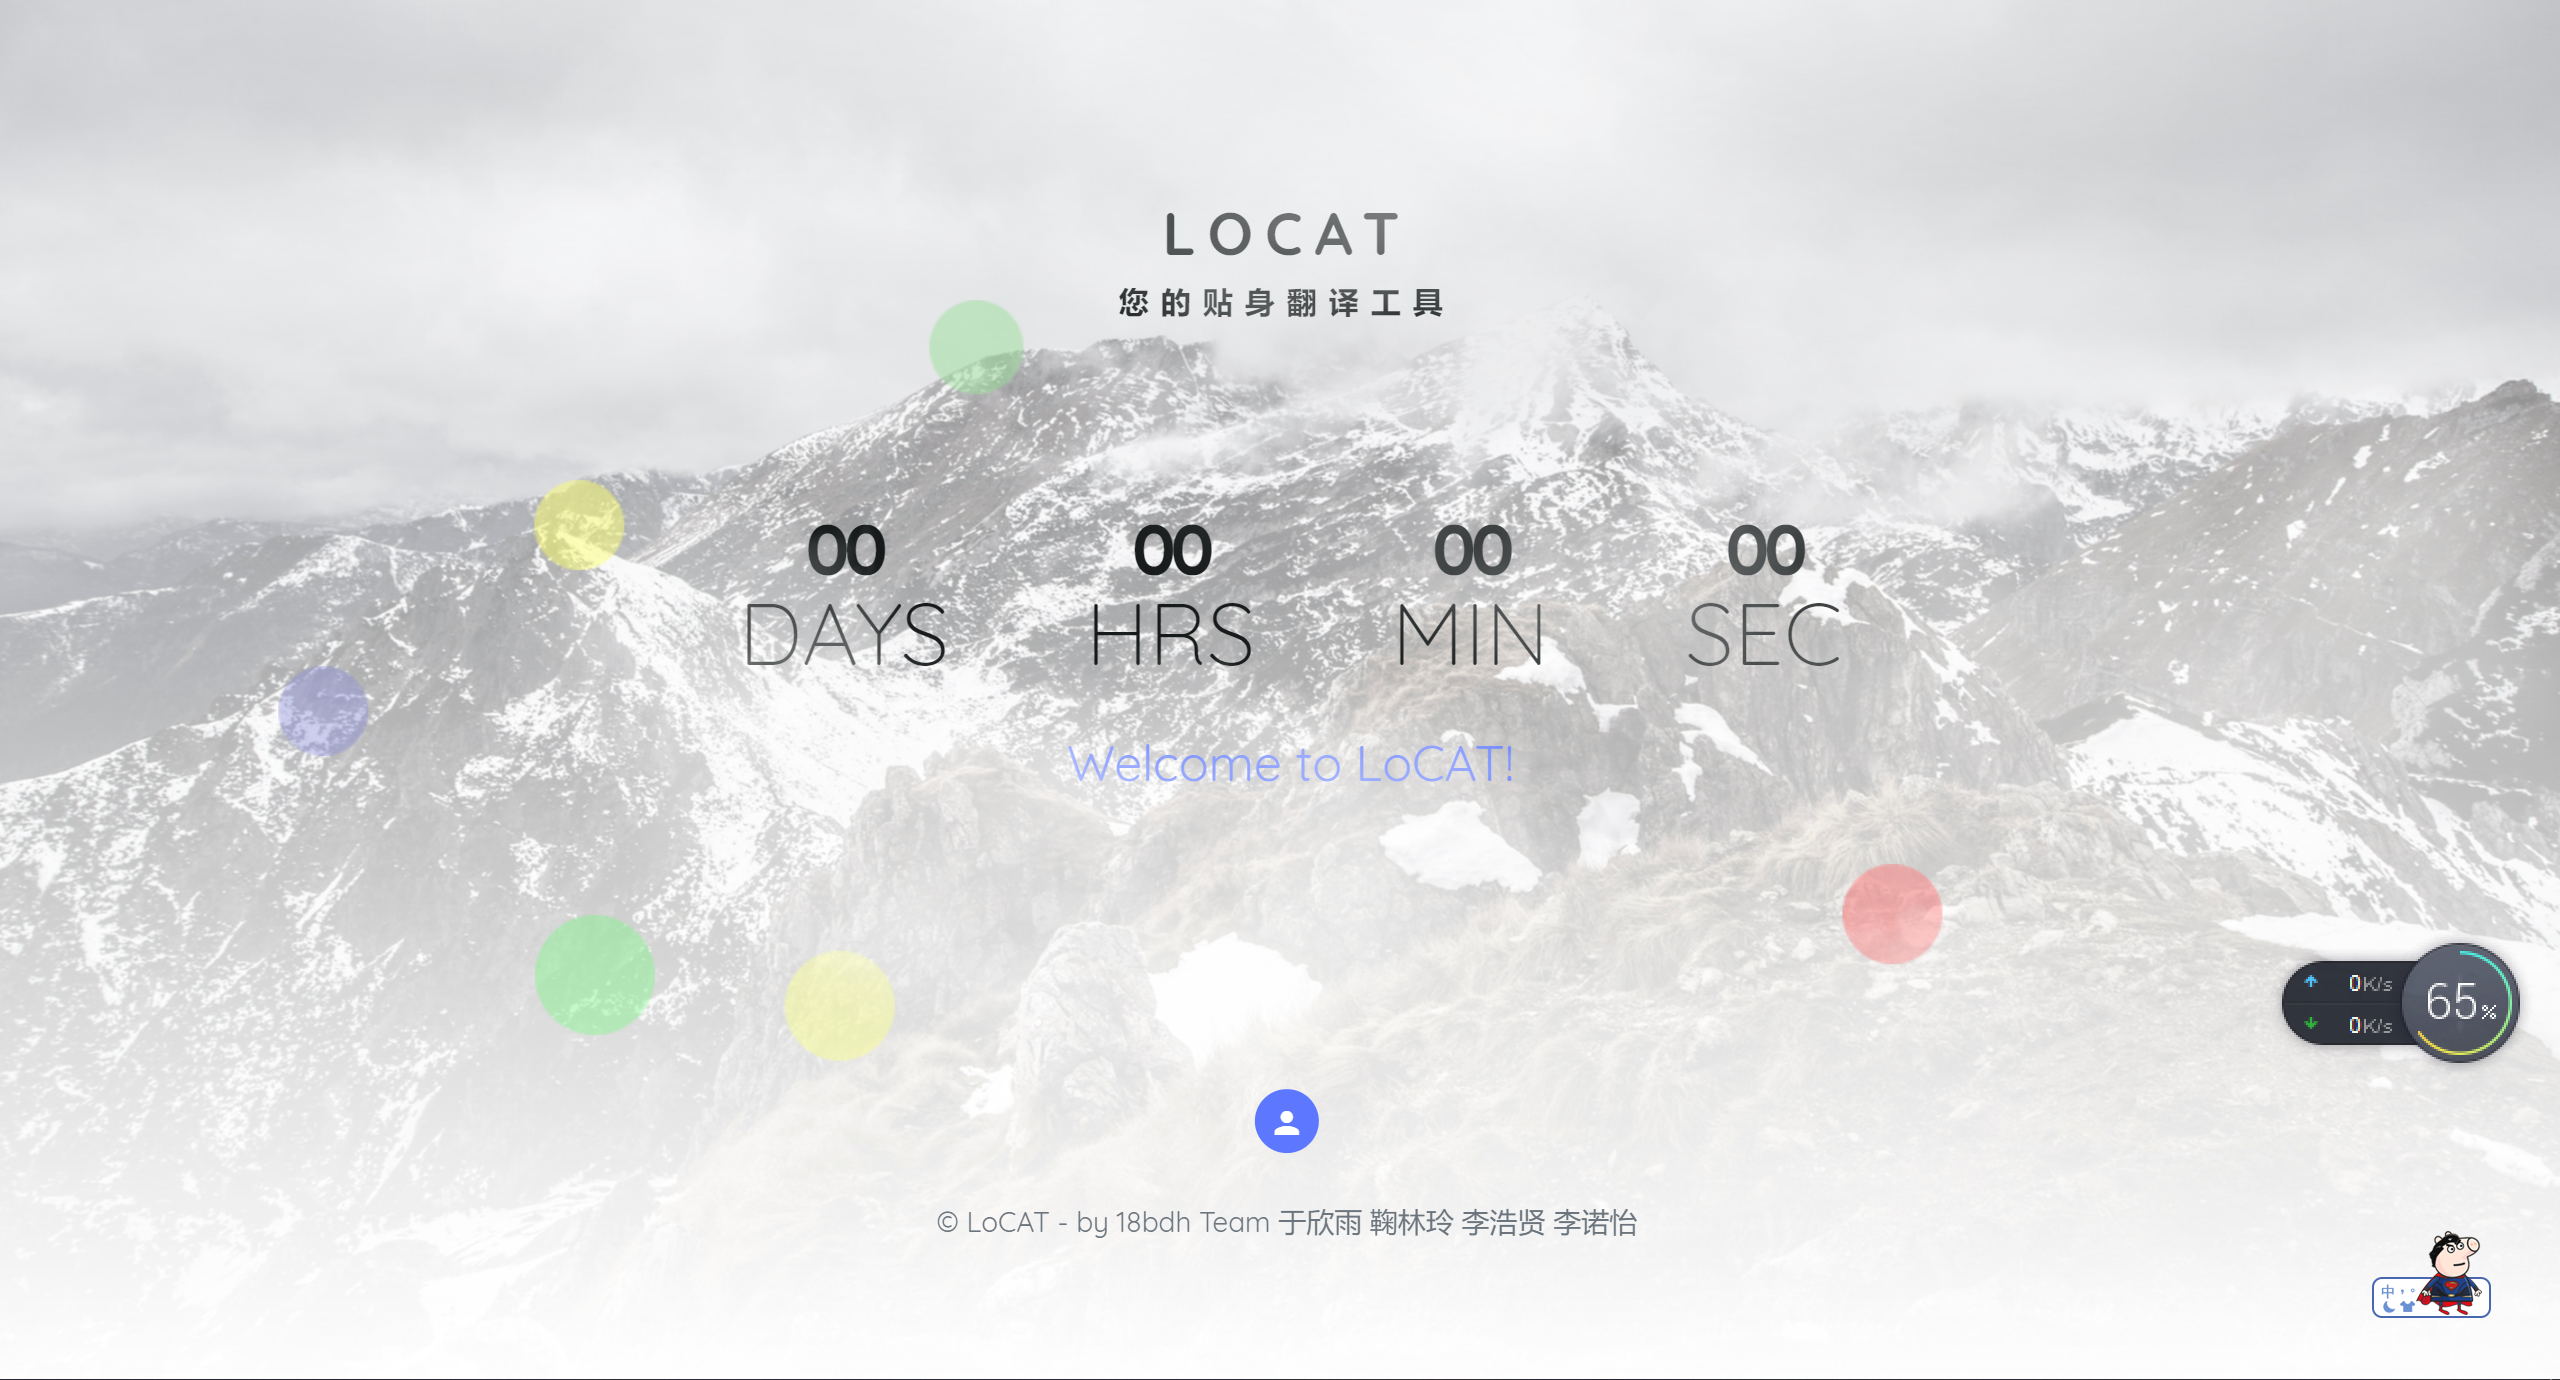 LOCAT
您的贴身翻译工具
00 00 00 00
DAYS HRS MIN SEC
Welcome to LoCAT!
0K/s
0K/s
65%
© LoCAT - by 18bdh Team 于欣雨 鞠林玲 李浩贤 李诺怡
中 ，。